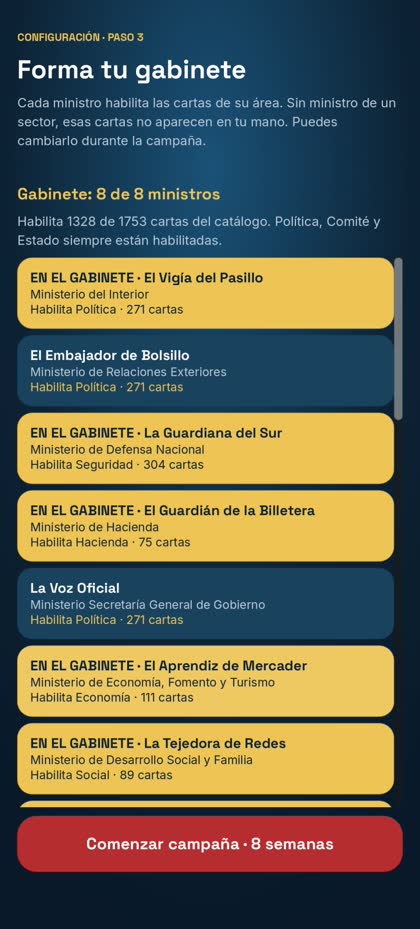 CONFIGURACIÓN · PASO 3
Forma tu gabinete
Cada ministro habilita las cartas de su área. Sin ministro de un
sector, esas cartas no aparecen en tu mano. Puedes
cambiarlo durante la campaña.
Gabinete: 8 de 8 ministros
Habilita 1328 de 1753 cartas del catálogo. Política, Comité y
Estado siempre están habilitadas.
EN EL GABINETE · El Vigía del Pasillo
Ministerio del Interior
Habilita Política · 271 cartas
El Embajador de Bolsillo
Ministerio de Relaciones Exteriores
Habilita Política · 271 cartas
EN EL GABINETE · La Guardiana del Sur
Ministerio de Defensa Nacional
Habilita Seguridad · 304 cartas
EN EL GABINETE · El Guardián de la Billetera
Ministerio de Hacienda
Habilita Hacienda · 75 cartas
La Voz Oficial
Ministerio Secretaría General de Gobierno
Habilita Política · 271 cartas
EN EL GABINETE · El Aprendiz de Mercader
Ministerio de Economía, Fomento y Turismo
Habilita Economía · 111 cartas
EN EL GABINETE · La Tejedora de Redes
Ministerio de Desarrollo Social y Familia
Habilita Social · 89 cartas
Comenzar campaña · 8 semanas